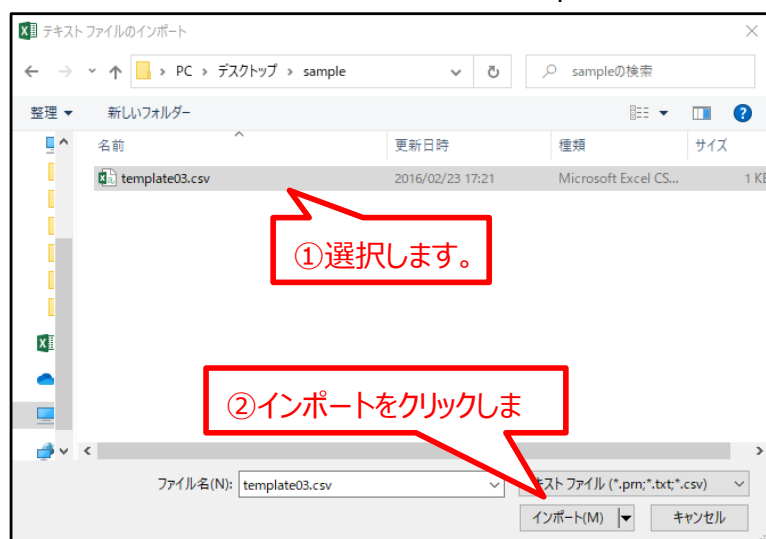 テキスト ファイルのインポート
PC › デスクトップ › sample
sampleの検索
整理 新しいフォルダー
名前 更新日時 種類 サイズ
template03.csv 2016/02/23 17:21 Microsoft Excel CS... 1 KB
①選択します。
②インポートをクリックしま
ファイル名(N): template03.csv
キスト ファイル (*.prn;*.txt;*.csv)
インポート(M) キャンセル